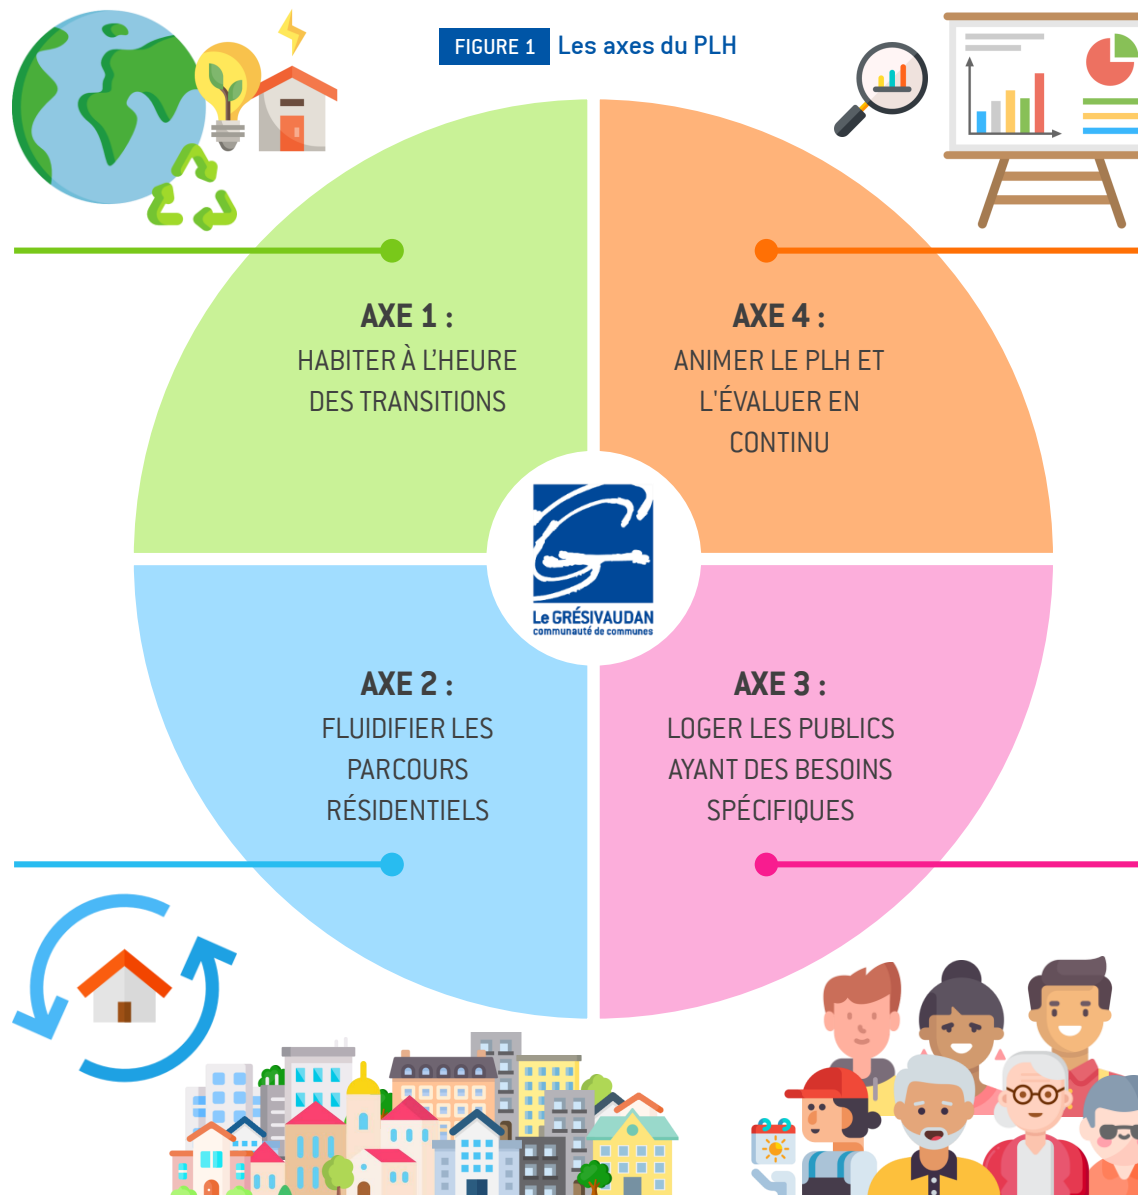 FIGURE 1 Les axes du PLH
AXE 1 :
HABITER À L'HEURE
DES TRANSITIONS
AXE 4 :
ANIMER LE PLH ET
L'ÉVALUER EN
CONTINU
Le GRÉSIVAUDAN
communauté de communes
AXE 2 :
FLUIDIFIER LES
PARCOURS
RÉSIDENTIELS
AXE 3 :
LOGER LES PUBLICS
AYANT DES BESOINS
SPÉCIFIQUES